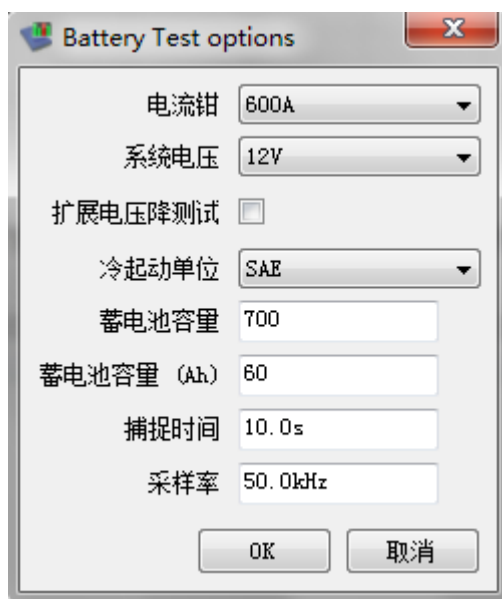 Battery Test options
电流钳 600A
系统电压 12V
扩展电压降测试
冷起动单位 SAE
蓄电池容量 700
蓄电池容量 (Ah) 60
捕捉时间 10.0s
采样率 50.0kHz
OK 取消